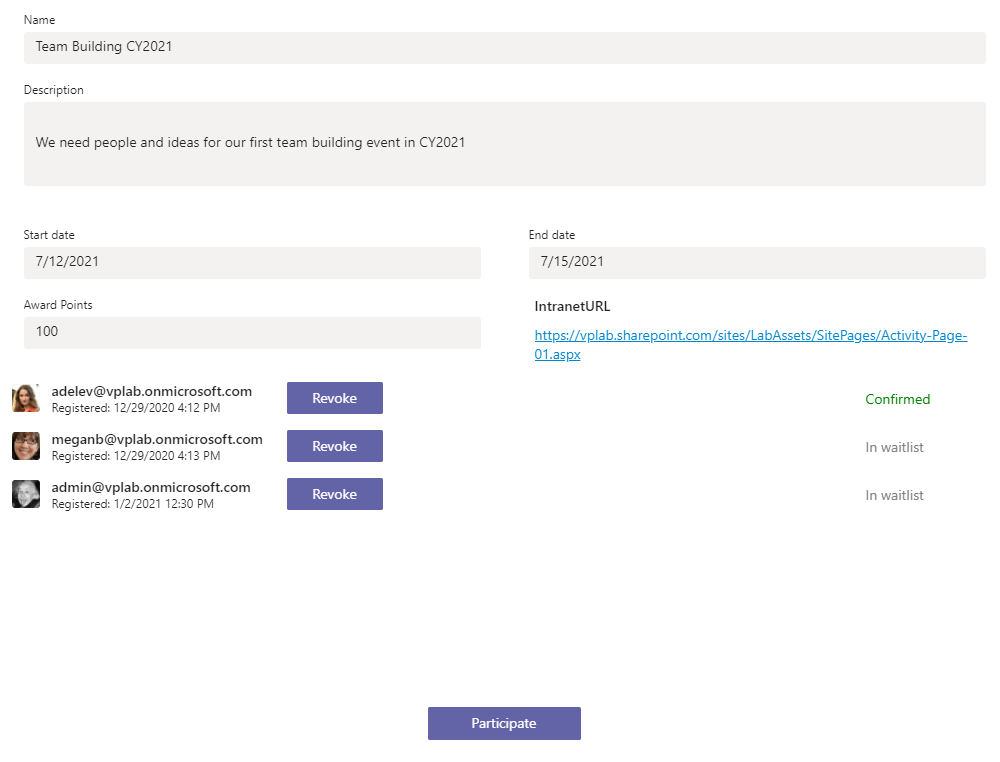 Name
Team Building CY2021
Description
We need people and ideas for our first team building event in CY2021
Start date
End date
7/12/2021
7/15/2021
Award Points
IntranetURL
100
https://vplab.sharepoint.com/sites/LabAssets/SitePages/Activity-Page-
01.aspx
adelev@vplab.onmicrosoft.com
Registered: 12/29/2020 4:12 PM
Revoke
Confirmed
meganb@vplab.onmicrosoft.com
Registered: 12/29/2020 4:13 PM
Revoke
In waitlist
admin@vplab.onmicrosoft.com
Registered: 1/2/2021 12:30 PM
Revoke
In waitlist
Participate